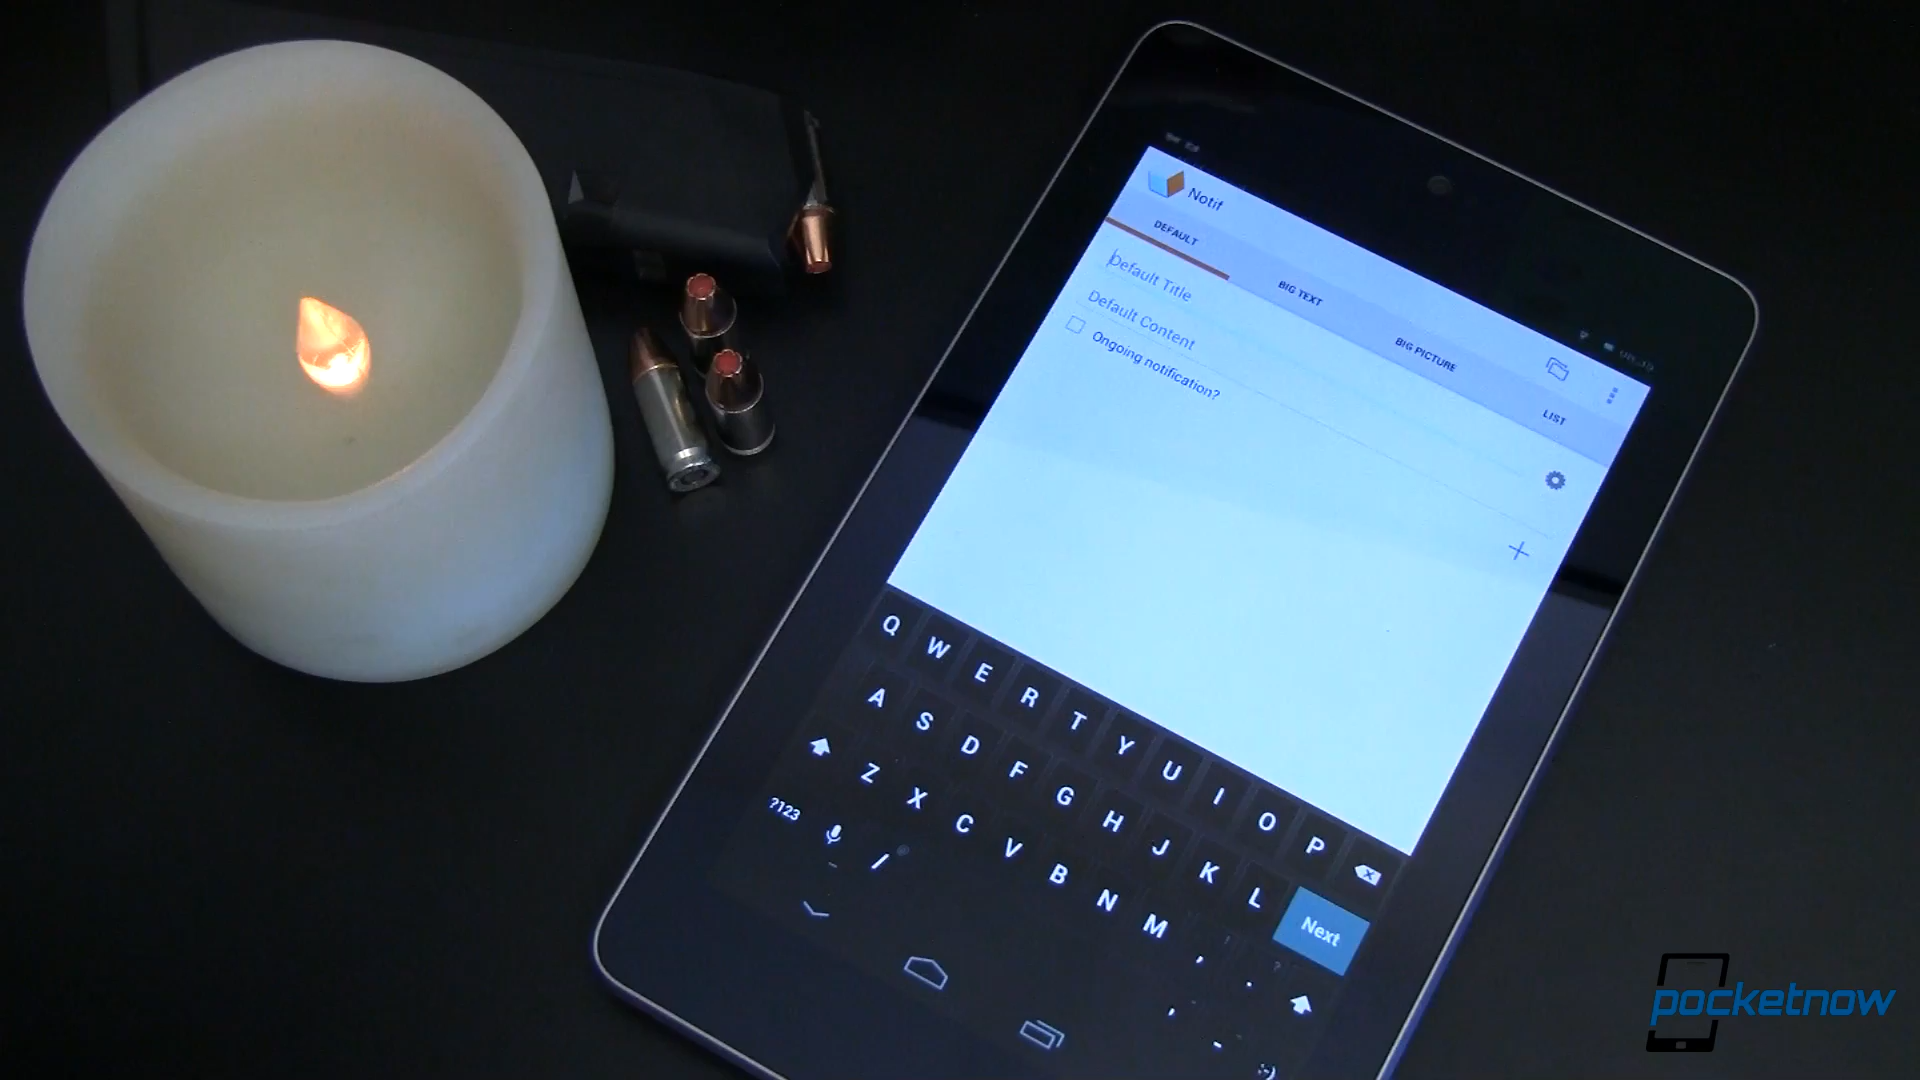 Notif
DEFAULT
BIG TEXT
BIG PICTURE
LIST
Default Title
Default Content
Ongoing notification?
Q W E R T Y U I O P
A S D F G H J K L
Next
Z X C V B N M , .
?123
/
pocketnow